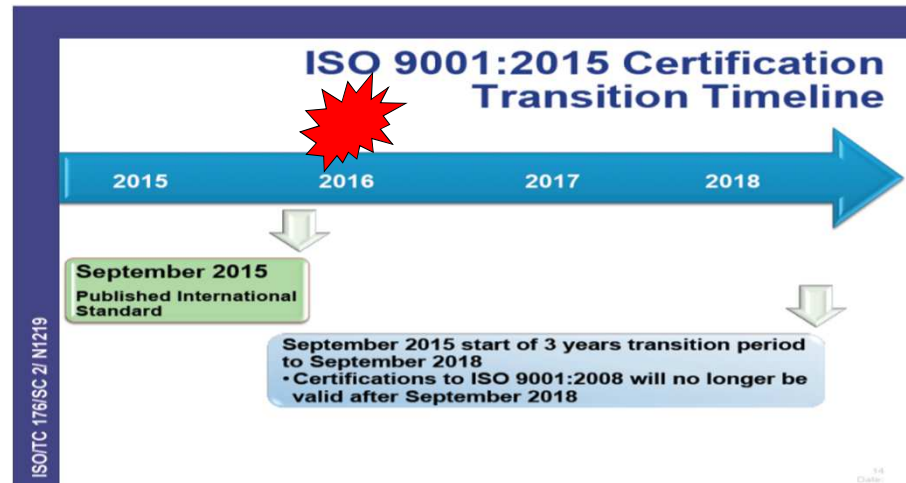 ISO 9001:2015 Certification
Transition Timeline
2015 2016 2017 2018
September 2015
Published International
Standard
September 2015 start of 3 years transition period
to September 2018
•Certifications to ISO 9001:2008 will no longer be
valid after September 2018
ISO/TC 176/SC 2/ N1219
14
Date: